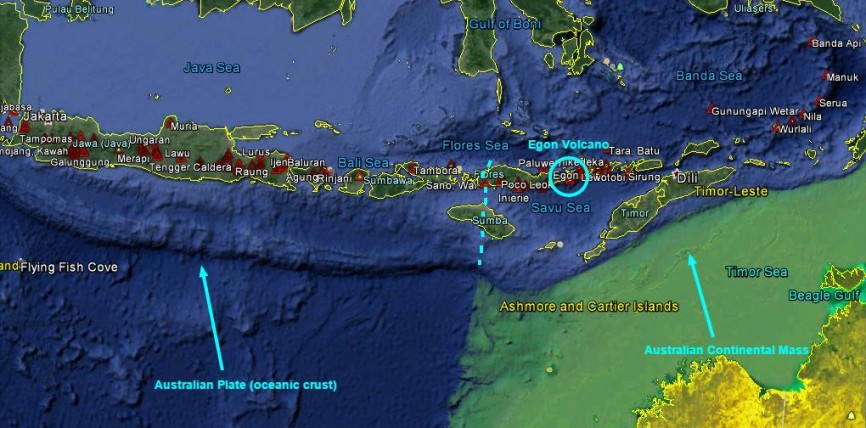 Pulau Belitung
Gulf of Boni
Uliasers
Banda Api
Java Sea
Banda Sea
Manuk
Serua
Jakarta
Muria
Gunungapi Wetar
Nila
Wurlali
Tampomas
Jawa (Java)
Ungaran
Flores Sea
Egon Volcano
Tara, Batu
Kawah
Merapi
Lawu
Lurus
Bali Sea
Galunggung
Tengger Caldera
Raung
Ijen
Baluran
Agung
Rinjani
Sumbawa
Tambora
Flores
Egon
Lewotobi
Sirung
Dili
Poco Leok
Inierie
Timor-Leste
Sumba
Savu Sea
Timor
Flying Fish Cove
Timor Sea
Beagle Gulf
Ashmore and Cartier Islands
Australian Continental Mass
Australian Plate (oceanic crust)